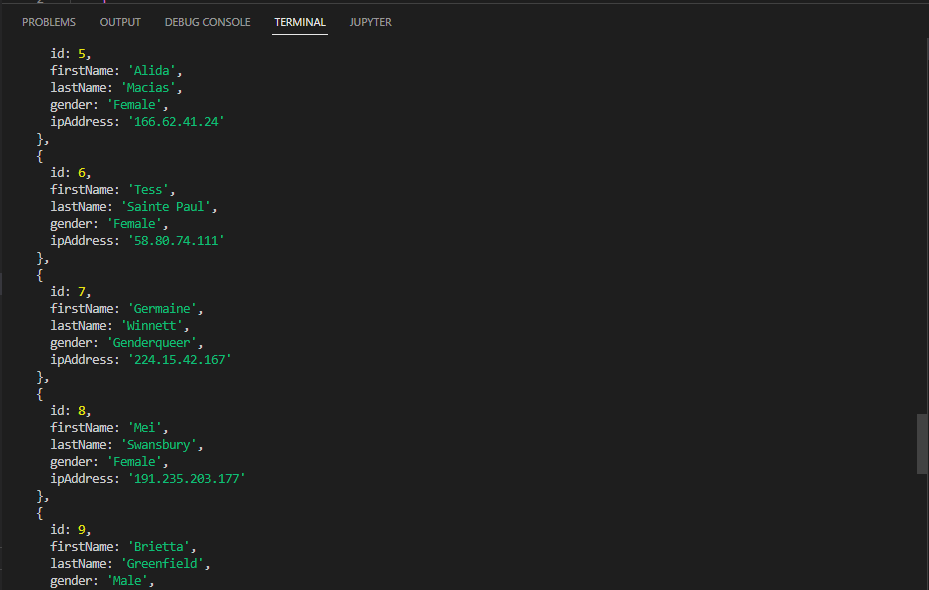 PROBLEMS OUTPUT DEBUG CONSOLE TERMINAL JUPYTER
id: 5,
firstName: 'Alida',
lastName: 'Macias',
gender: 'Female',
ipAddress: '166.62.41.24'
},
{
id: 6,
firstName: 'Tess',
lastName: 'Sainte Paul',
gender: 'Female',
ipAddress: '58.80.74.111'
},
{
id: 7,
firstName: 'Germaine',
lastName: 'Winnett',
gender: 'Genderqueer',
ipAddress: '224.15.42.167'
},
{
id: 8,
firstName: 'Mei',
lastName: 'Swansbury',
gender: 'Female',
ipAddress: '191.235.203.177'
},
{
id: 9,
firstName: 'Brietta',
lastName: 'Greenfield',
gender: 'Male',